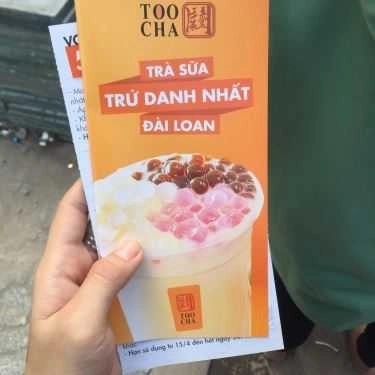 TOO
CHA
TRÀ SỮA
TRỨ DANH NHẤT
ĐÀI LOAN
TOO
CHA
- Hạn sử dụng từ 15/4 đến hết ngày